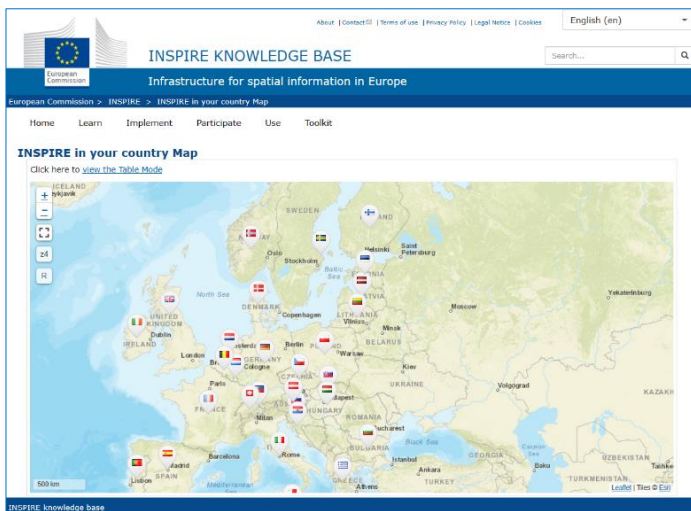 About | Contact | Terms of use | Privacy Policy | Legal Notice | Cookies
English (en)
INSPIRE KNOWLEDGE BASE
Search...
European
Commission
Infrastructure for spatial information in Europe
European Commission > INSPIRE > INSPIRE in your country Map
Home Learn Implement Participate Use Toolkit
INSPIRE in your country Map
Click here to view the Table Mode
ICELAND
+
−
SWEDEN
z4
Oslo
Helsinki
Saint
Petersburg
Stockholm
R
Baltic
Sea
North Sea
DENMARK
Copenhagen
Moscow
Yekaterinburg
UNITED
KINGDOM
Vilnius
Minsk
Dublin
IRELAND
BELARUS
London
Berlin
Warsaw
Cologne
Kiev
Paris
UKRAINE
Volgograd
Milan
HUNGARY
ROMANIA
BULGARIA
Black Sea
GEORGIA
Caspian
Sea
UZBEKISTAN
Barcelona
Rome
Istanbul
Baku
Ankara
TURKMENISTAN
500 km
Lisbon
SPAIN
Mediterranean
GREECE
Athens
TURKEY
Leaflet | Tiles © Esri
INSPIRE knowledge base